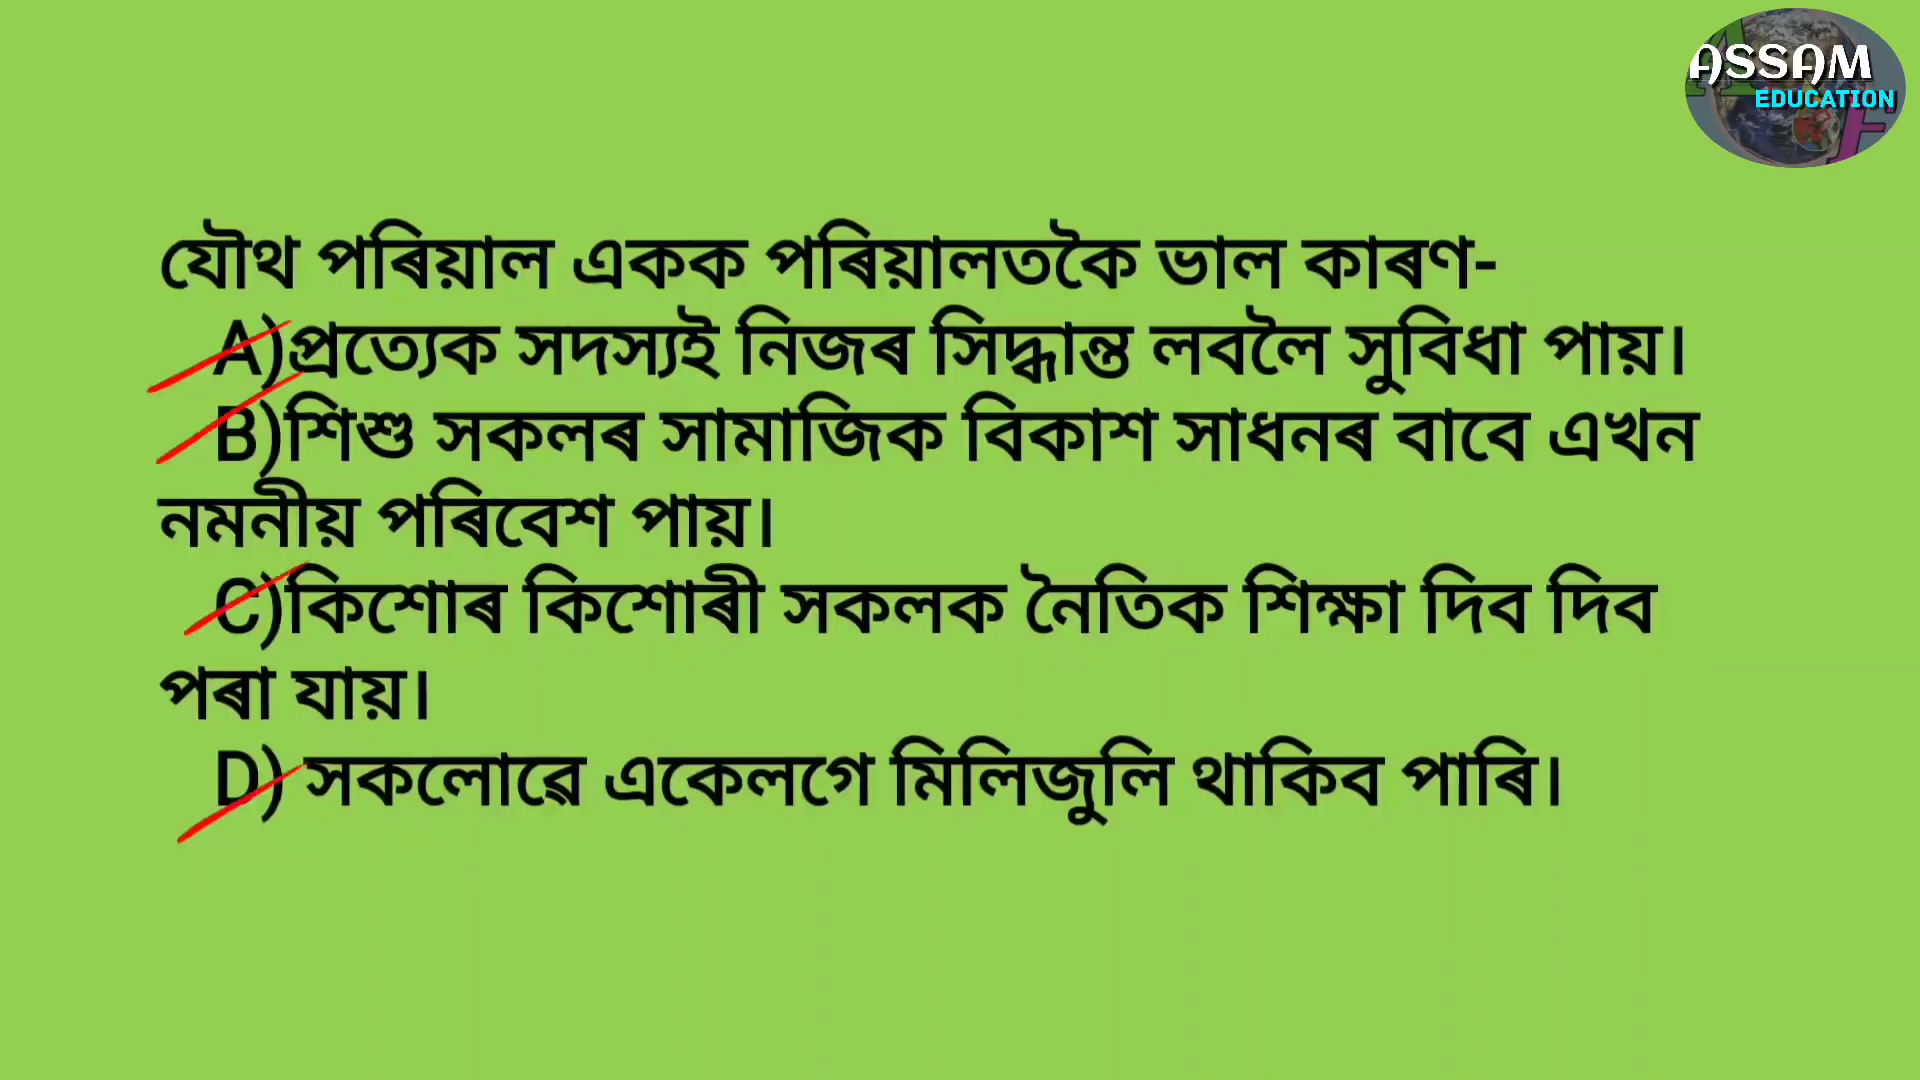 ASSAM
EDUCATION
যৌথ পৰিয়াল একক পৰিয়ালতকৈ ভাল কাৰণ-
A)প্ৰত্যেক সদস্যই নিজৰ সিদ্ধান্ত লবলৈ সুবিধা পায়।
B)শিশু সকলৰ সামাজিক বিকাশ সাধনৰ বাবে এখন
নমনীয় পৰিবেশ পায়।
C)কিশোৰ কিশোৰী সকলক নৈতিক শিক্ষা দিব দিব
পৰা যায়।
D) সকলোৱে একেলগে মিলিজুলি থাকিব পাৰি।